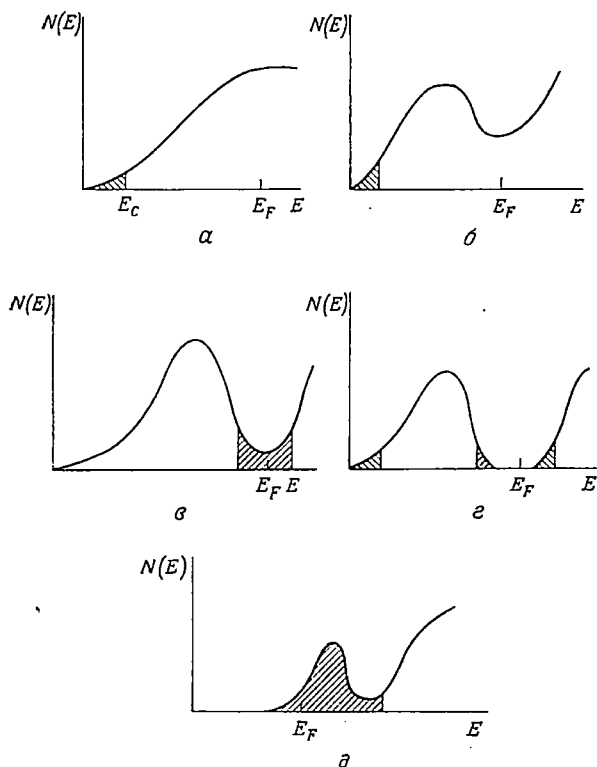 N(E)
E_C E_F E
а
N(E)
E_F E
б
N(E)
E_F E
в
N(E)
E_F E
г
N(E)
E_F E
д